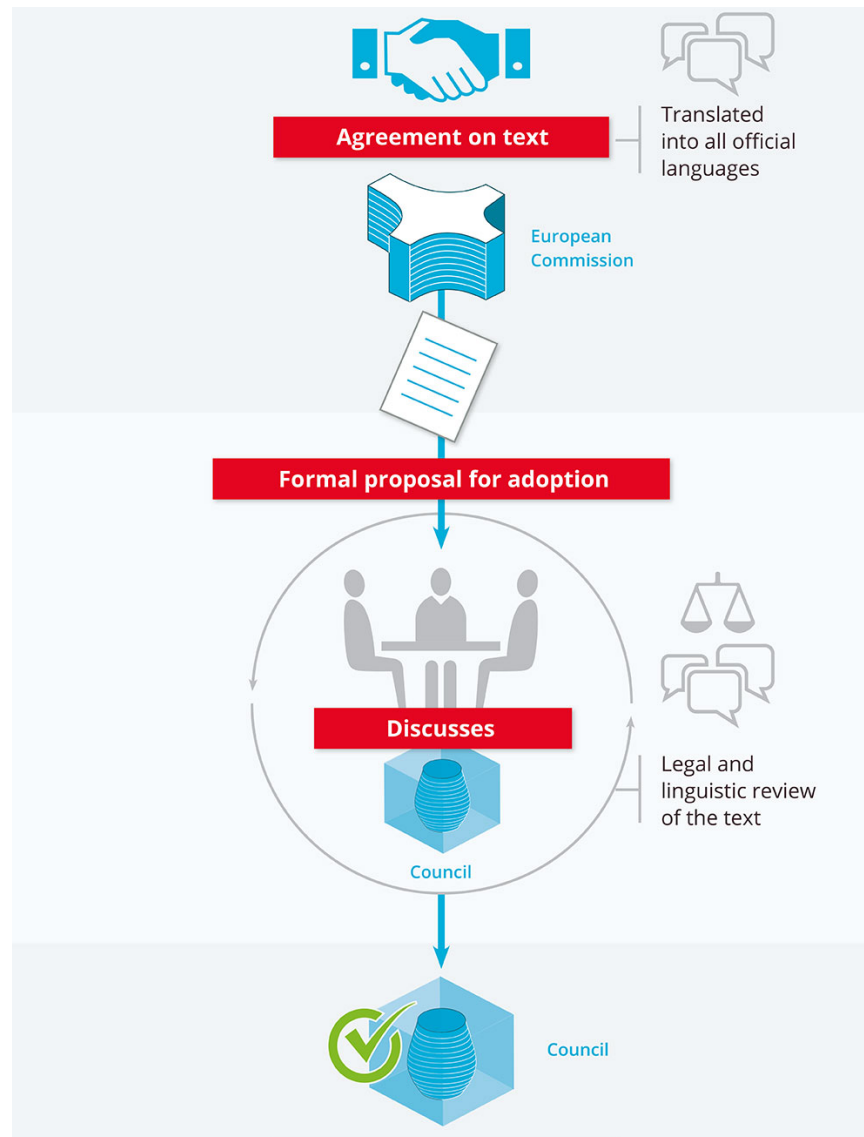 Agreement on text
Translated
into all official
languages
European
Commission
Formal proposal for adoption
Discusses
Legal and
linguistic review
of the text
Council
Council